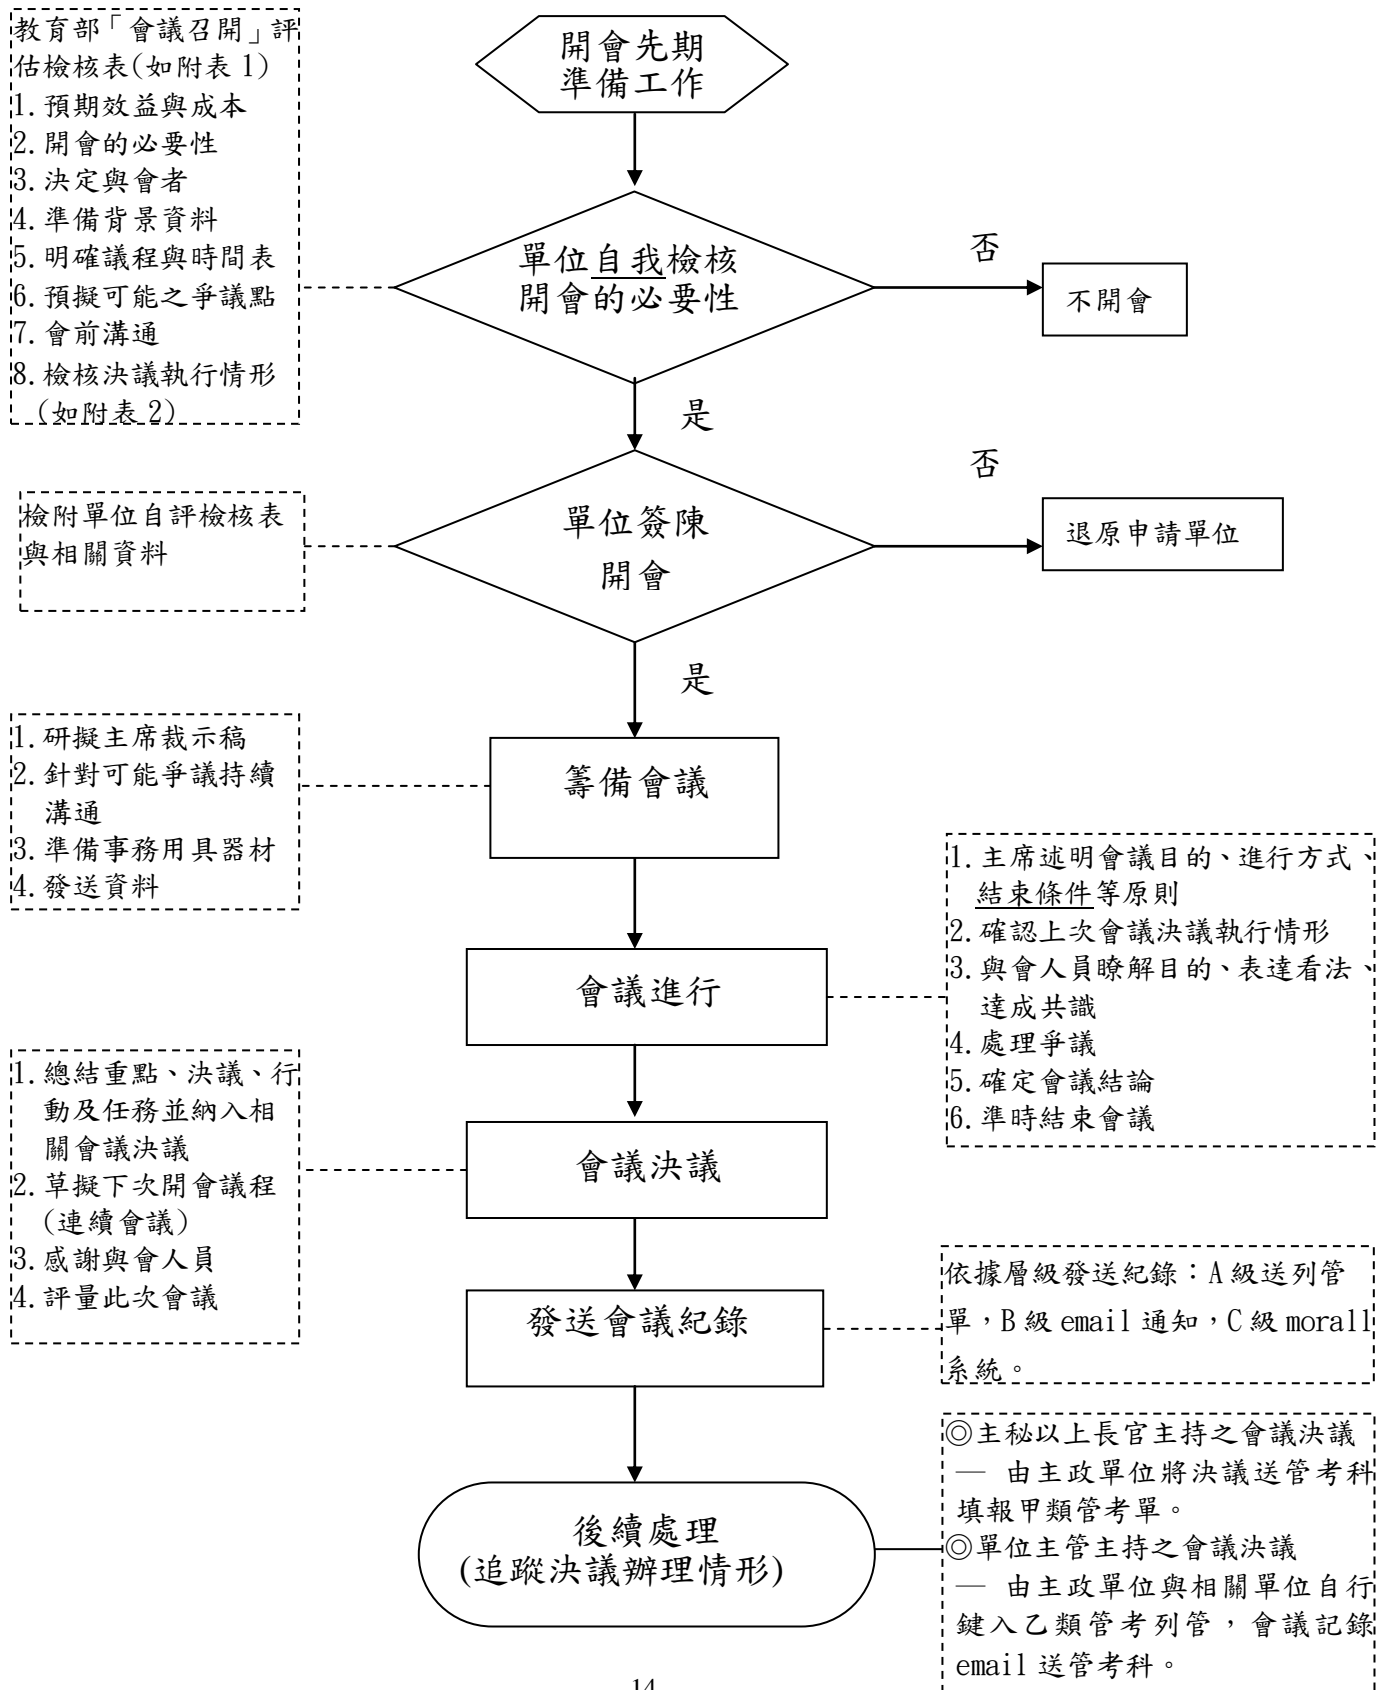 教育部「會議召開」評
估檢核表(如附表 1)
1.預期效益與成本
2.開會的必要性
3.決定與會者
4.準備背景資料
5.明確議程與時間表
6.預擬可能之爭議點
7.會前溝通
8.檢核決議執行情形
(如附表 2)
開會先期
準備工作
單位自我檢核
開會的必要性
否
不開會
是
檢附單位自評檢核表
與相關資料
單位簽陳
開會
否
退原申請單位
是
1.研擬主席裁示稿
2.針對可能爭議持續
溝通
3.準備事務用具器材
4.發送資料
籌備會議
1.主席述明會議目的、進行方式、
結束條件等原則
2.確認上次會議決議執行情形
3.與會人員瞭解目的、表達看法、
達成共識
4.處理爭議
5.確定會議結論
6.準時結束會議
會議進行
1.總結重點、決議、行
動及任務並納入相
關會議決議
2.草擬下次開會議程
(連續會議)
3.感謝與會人員
4.評量此次會議
會議決議
發送會議紀錄
依據層級發送紀錄：A 級送列管
單，B 級 email 通知，C 級 morall
系統。
後續處理
(追蹤決議辦理情形)
◎主秘以上長官主持之會議決議
— 由主政單位將決議送管考科
填報甲類管考單。
◎單位主管主持之會議決議
— 由主政單位與相關單位自行
鍵入乙類管考列管，會議記錄
email 送管考科。
14